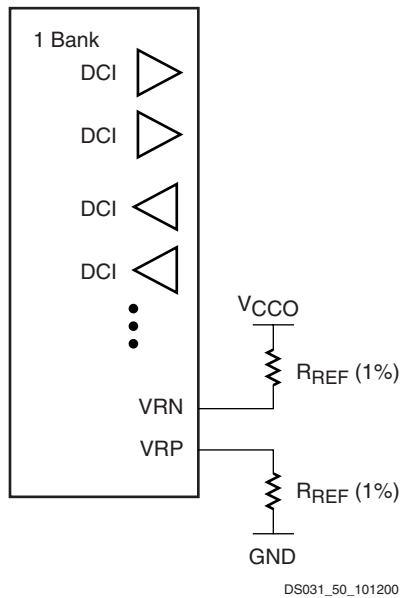 1 Bank
DCI
DCI
DCI
DCI
VCCO
RREF (1%)
VRN
VRP
RREF (1%)
GND
DS031_50_101200